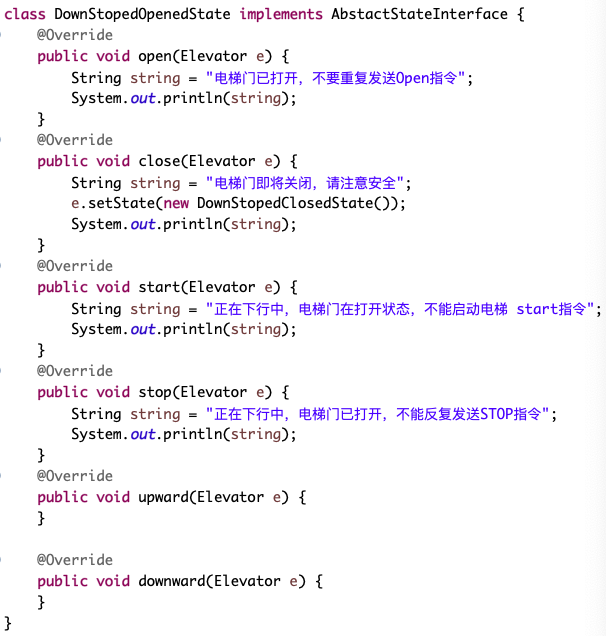 class DownStopedOpenedState implements AbstactStateInterface {
    @Override
    public void open(Elevator e) {
        String string = "电梯门已打开，不要重复发送Open指令";
        System.out.println(string);
    }
    @Override
    public void close(Elevator e) {
        String string = "电梯门即将关闭，请注意安全";
        e.setState(new DownStopedClosedState());
        System.out.println(string);
    }
    @Override
    public void start(Elevator e) {
        String string = "正在下行中，电梯门在打开状态，不能启动电梯 start指令";
        System.out.println(string);
    }
    @Override
    public void stop(Elevator e) {
        String string = "正在下行中，电梯门已打开，不能反复发送STOP指令";
        System.out.println(string);
    }
    @Override
    public void upward(Elevator e) {
    }
    @Override
    public void downward(Elevator e) {
    }
}